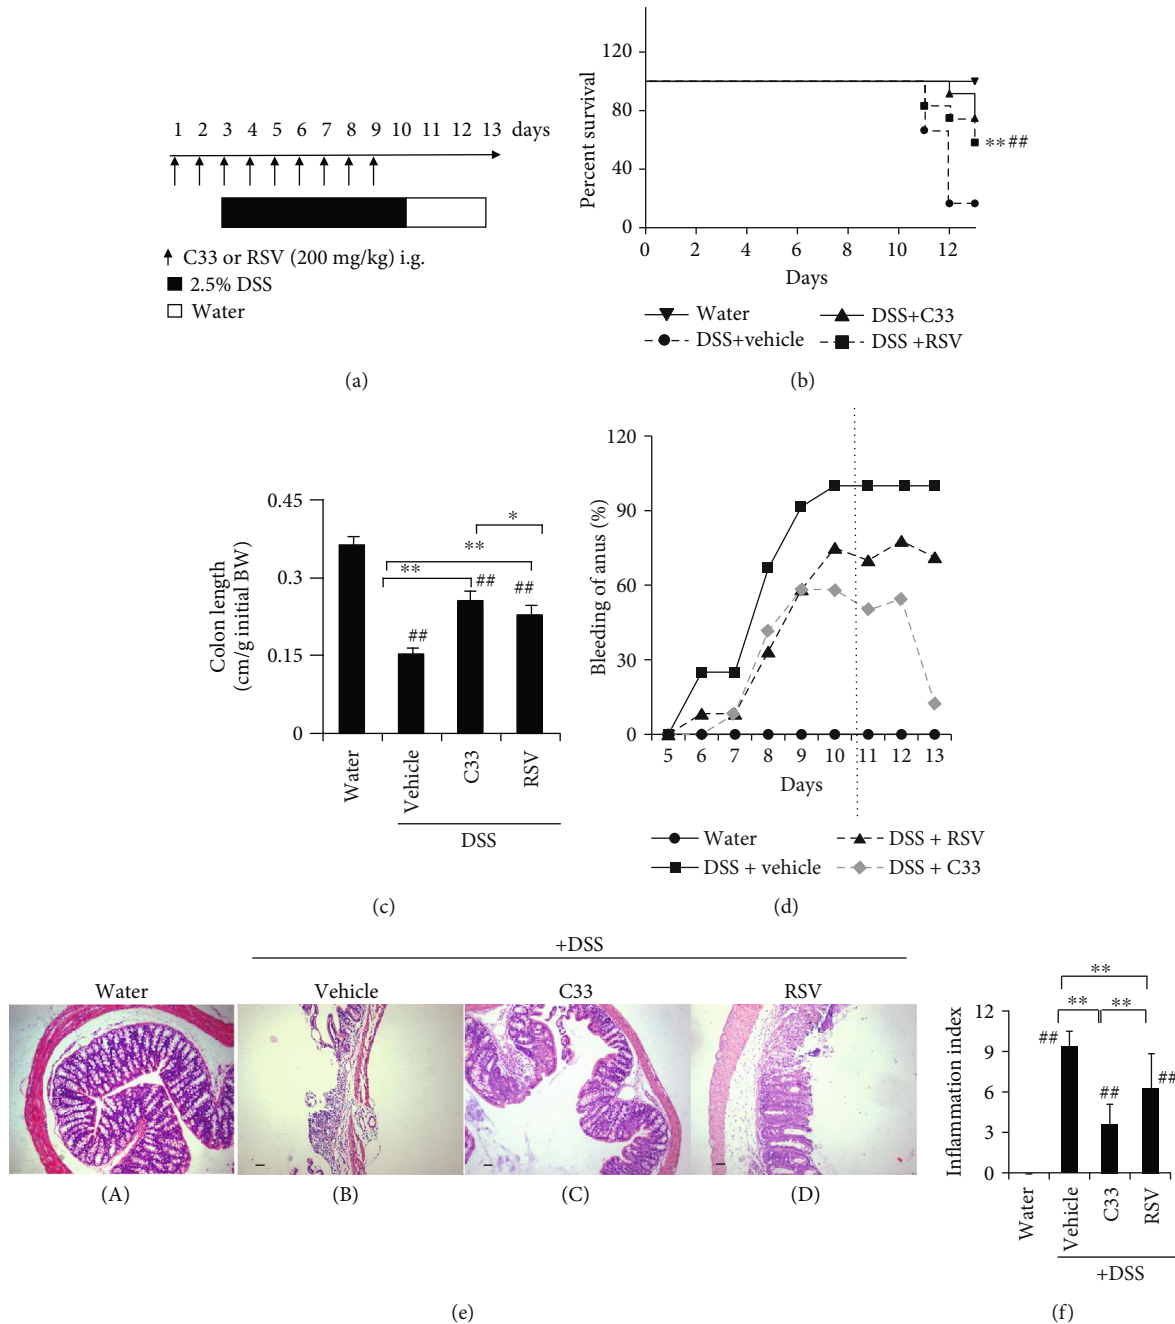 1 2 3 4 5 6 7 8 9 10 11 12 13 days
C33 or RSV (200 mg/kg) i.g.
2.5% DSS
Water
(a)
Percent survival
120
80
40
0
0 2 4 6 8 10 12
Days
** ##
Water
DSS+C33
DSS+vehicle
DSS +RSV
(b)
Colon length
(cm/g initial BW)
0.45
0.3
0.15
0
*
**
**
##
##
##
Water
Vehicle
C33
RSV
DSS
(c)
Bleeding of anus (%)
120
90
60
30
0
5 6 7 8 9 10 11 12 13
Days
Water
DSS + RSV
DSS + vehicle
DSS + C33
(d)
+DSS
Water
Vehicle
C33
RSV
(A)
(B)
(C)
(D)
(e)
Inflammation index
12
9
6
3
0
**
**
**
##
##
##
Water
Vehicle
C33
RSV
+DSS
(f)